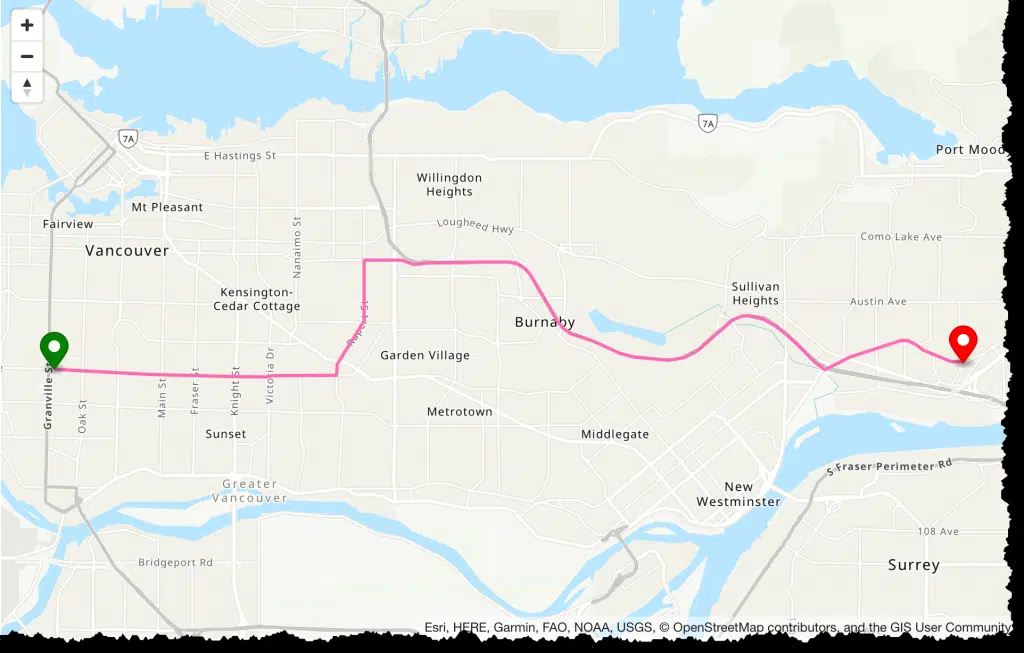 +
−
7A
7A
E Hastings St
Port Mood
Willingdon
Heights
Mt Pleasant
Fairview
Lougheed Hwy
Nanaimo St
Vancouver
Como Lake Ave
Kensington-
Cedar Cottage
Sullivan
Heights
Austin Ave
Rupert St
Burnaby
Garden Village
Granville St
Oak St
Main St
Fraser St
Knight St
Victoria Dr
Metrotown
Sunset
Middlegate
S Fraser Perimeter Rd
Greater
Vancouver
New
Westminster
108 Ave
Bridgeport Rd
Surrey
Esri, HERE, Garmin, FAO, NOAA, USGS, © OpenStreetMap contributors, and the GIS User Community